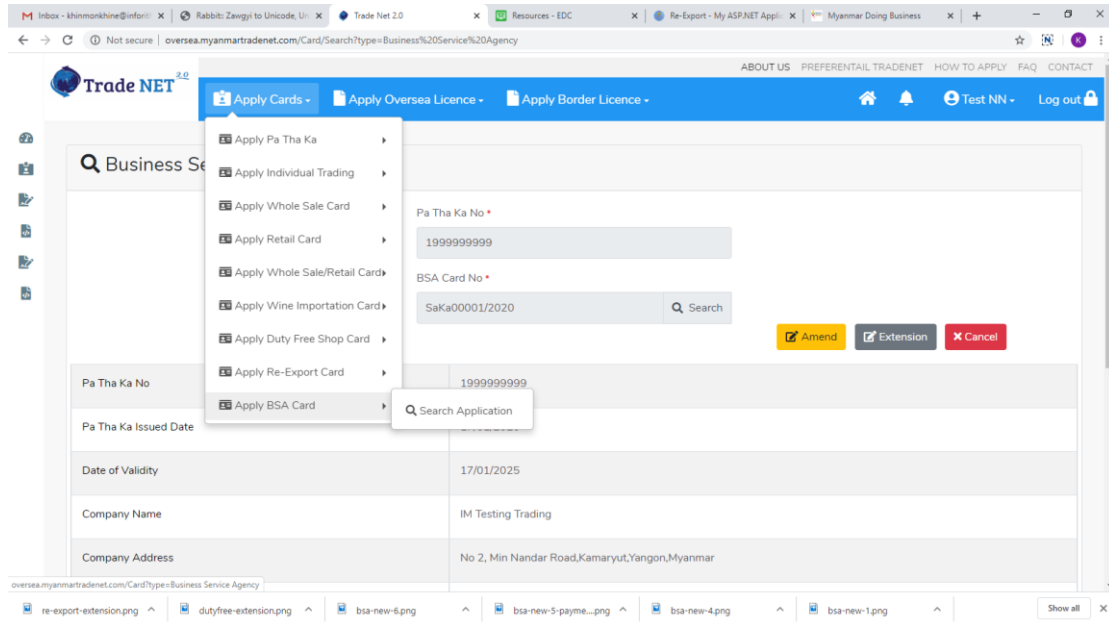 Inbox - khinmonkhine@inforit
Rabbit: Zawgyi to Unicode, Un
Trade Net 2.0
Resources - EDC
Re-Export - My ASP.NET Applic
Myanmar Doing Business
Not secure oversea.myanmartradenet.com/Card/Search?type=Business%20Service%20Agency
ABOUT US PREFERENTAIL TRADENET HOW TO APPLY FAQ CONTACT
Trade NET 2.0
Apply Cards
Apply Oversea Licence
Apply Border Licence
Test NN
Log out
Business Se
Apply Pa Tha Ka
Apply Individual Trading
Apply Whole Sale Card
Apply Retail Card
Apply Whole Sale/Retail Card
Apply Wine Importation Card
Apply Duty Free Shop Card
Apply Re-Export Card
Apply BSA Card
Search Application
Pa Tha Ka No *
1999999999
BSA Card No *
SaKa00001/2020 Search
Amend Extension Cancel
Pa Tha Ka No 1999999999
Pa Tha Ka Issued Date
Date of Validity 17/01/2025
Company Name IM Testing Trading
Company Address No 2, Min Nandar Road,Kamaryut,Yangon,Myanmar
oversea.myanmartradenet.com/Card?type=Business Service Agency
re-export-extension.png
dutyfree-extension.png
bsa-new-6.png
bsa-new-5-payme....png
bsa-new-4.png
bsa-new-1.png
Show all